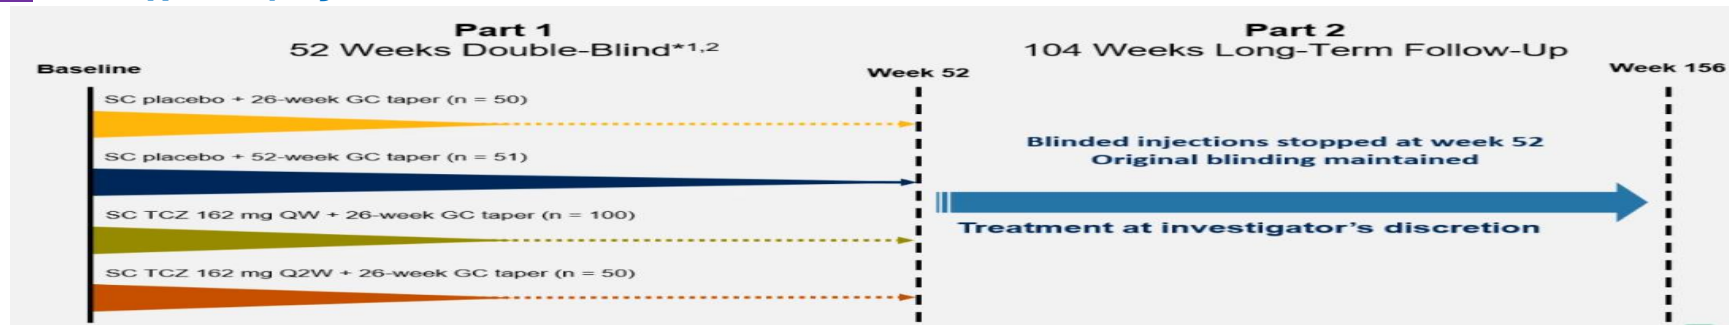 Part 1
52 Weeks Double-Blind*1,2
Part 2
104 Weeks Long-Term Follow-Up
Baseline
Week 52
Week 156
SC placebo + 26-week GC taper (n = 50)
SC placebo + 52-week GC taper (n = 51)
SC TCZ 162 mg QW + 26-week GC taper (n = 100)
SC TCZ 162 mg Q2W + 26-week GC taper (n = 50)
Blinded injections stopped at week 52
Original blinding maintained
Treatment at investigator's discretion